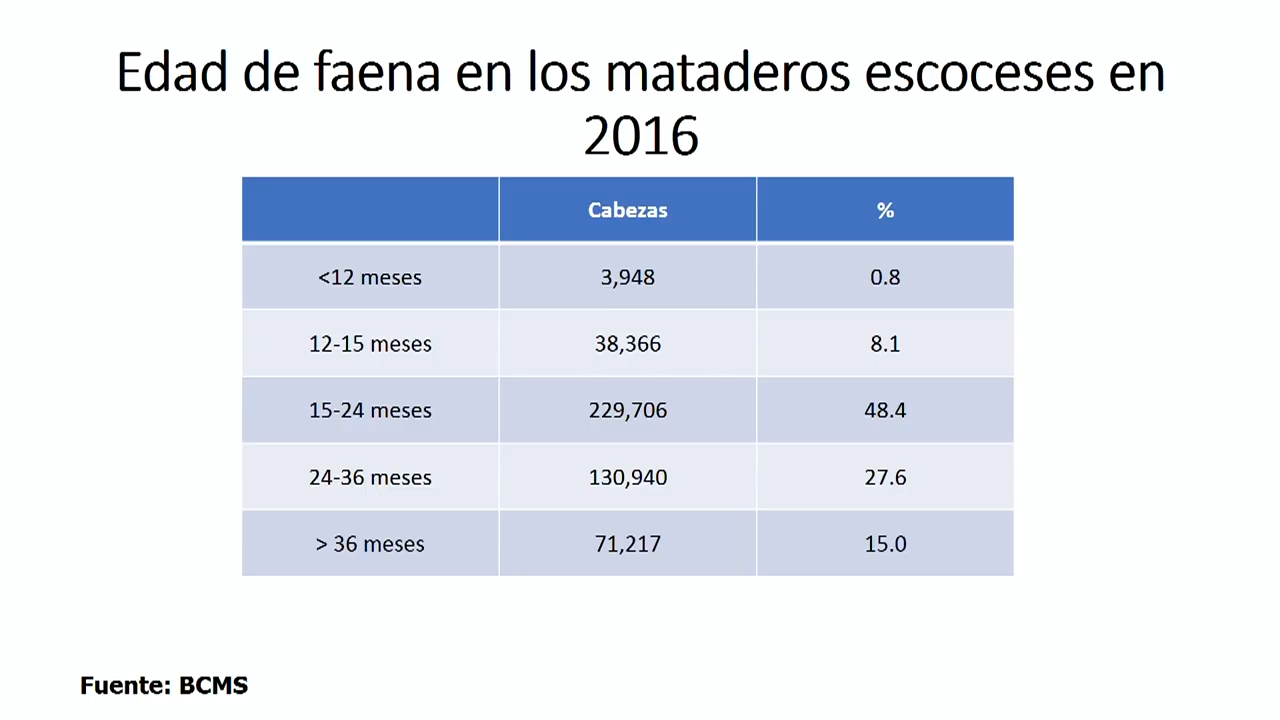 Edad de faena en los mataderos escoceses en
2016
Cabezas %
<12 meses 3,948 0.8
12-15 meses 38,366 8.1
15-24 meses 229,706 48.4
24-36 meses 130,940 27.6
> 36 meses 71,217 15.0
Fuente: BCMS